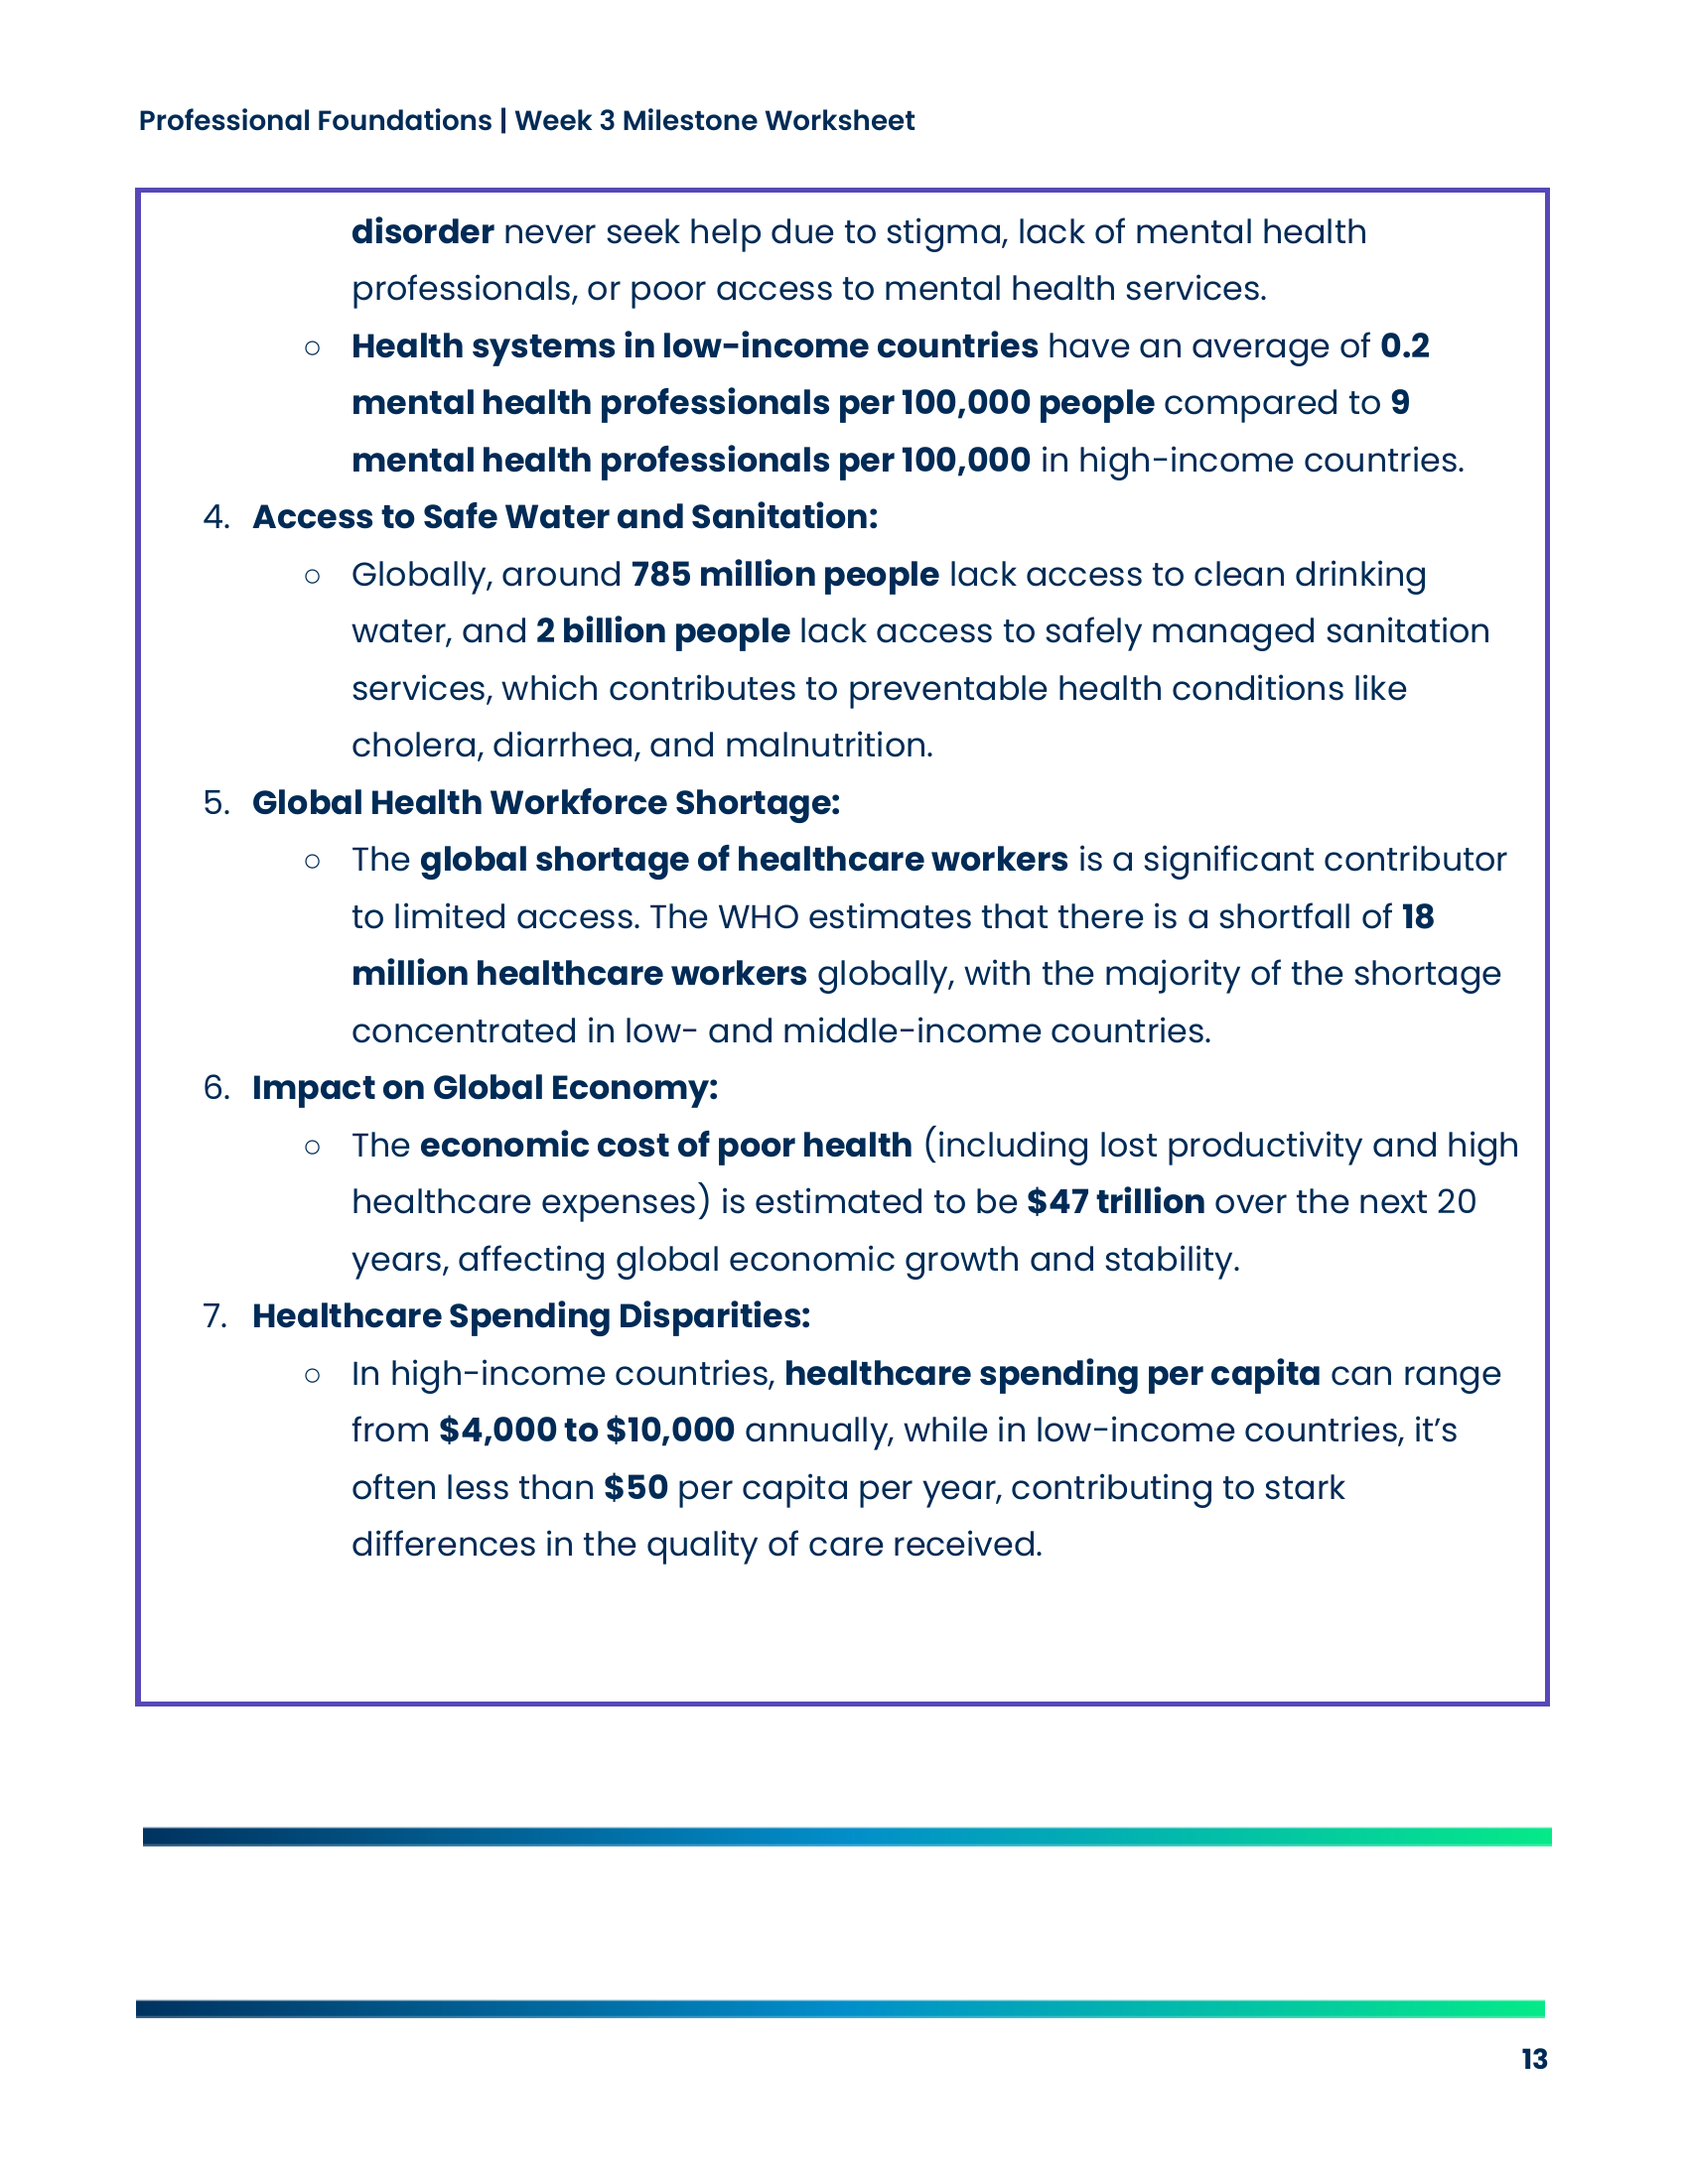 Professional Foundations | Week 3 Milestone Worksheet
disorder never seek help due to stigma, lack of mental health
professionals, or poor access to mental health services.
○ Health systems in low-income countries have an average of 0.2
mental health professionals per 100,000 people compared to 9
mental health professionals per 100,000 in high-income countries.
4. Access to Safe Water and Sanitation:
○ Globally, around 785 million people lack access to clean drinking
water, and 2 billion people lack access to safely managed sanitation
services, which contributes to preventable health conditions like
cholera, diarrhea, and malnutrition.
5. Global Health Workforce Shortage:
○ The global shortage of healthcare workers is a significant contributor
to limited access. The WHO estimates that there is a shortfall of 18
million healthcare workers globally, with the majority of the shortage
concentrated in low- and middle-income countries.
6. Impact on Global Economy:
○ The economic cost of poor health (including lost productivity and high
healthcare expenses) is estimated to be $47 trillion over the next 20
years, affecting global economic growth and stability.
7. Healthcare Spending Disparities:
○ In high-income countries, healthcare spending per capita can range
from $4,000 to $10,000 annually, while in low-income countries, it’s
often less than $50 per capita per year, contributing to stark
differences in the quality of care received.
13